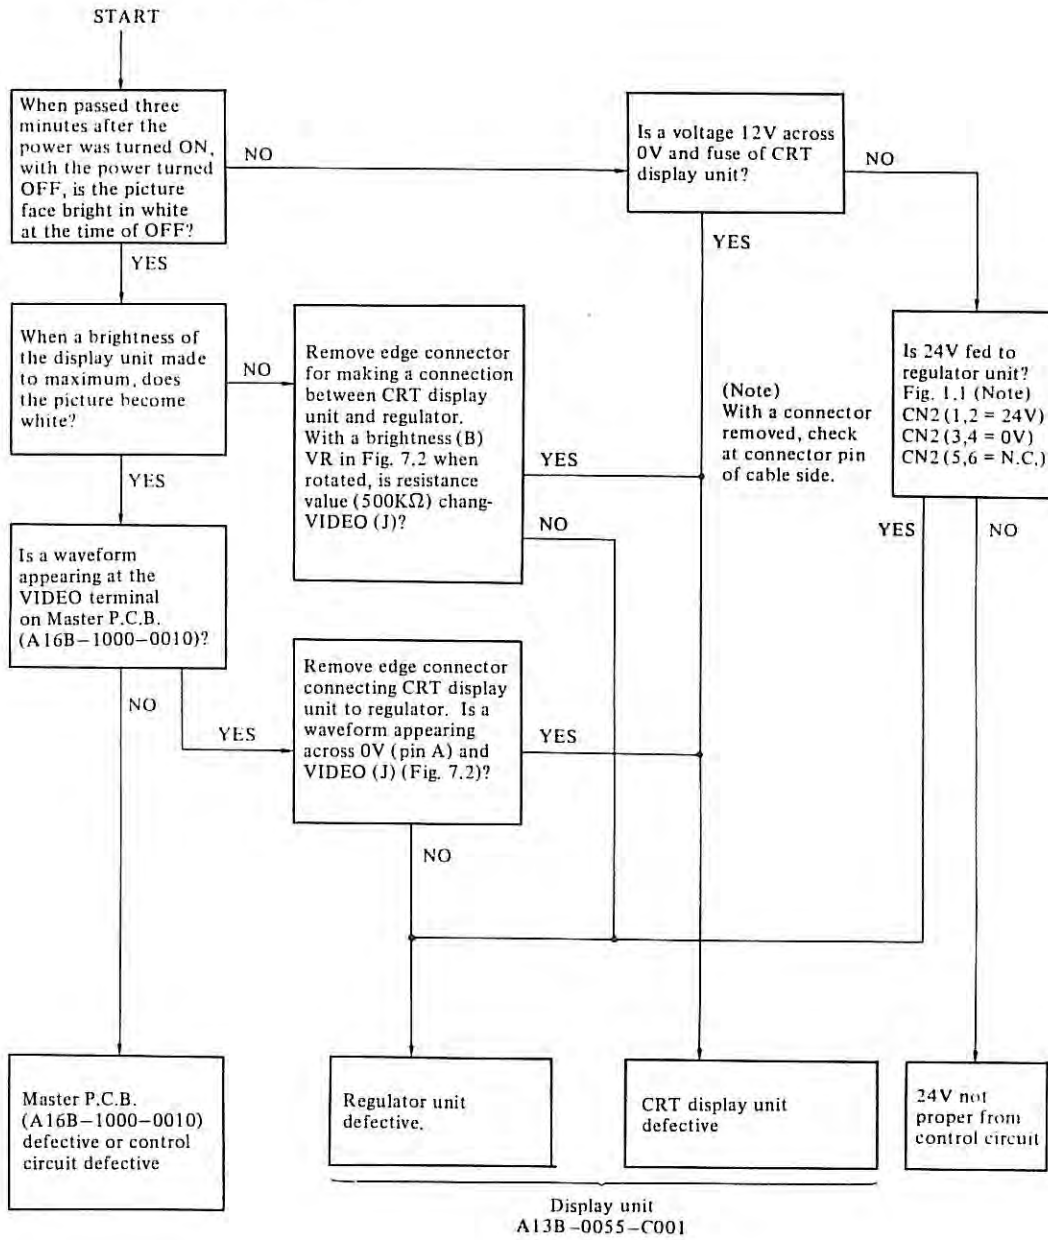 START
When passed three
minutes after the
power was turned ON,
with the power turned
OFF, is the picture
face bright in white
at the time of OFF?
NO
Is a voltage 12V across
0V and fuse of CRT
display unit?
NO
YES
YES
When a brightness of
the display unit made
to maximum, does
the picture become
white?
NO
Remove edge connector
for making a connection
between CRT display
unit and regulator.
With a brightness (B)
VR in Fig. 7.2 when
rotated, is resistance
value (500KΩ) chang-
VIDEO (J)?
YES
NO
(Note)
With a connector
removed, check
at connector pin
of cable side.
Is 24V fed to
regulator unit?
Fig. 1.1 (Note)
CN2 (1,2 = 24V)
CN2 (3,4 = 0V)
CN2 (5,6 = N.C.)
YES
NO
YES
Is a waveform
appearing at the
VIDEO terminal
on Master P.C.B.
(A16B-1000-0010)?
NO
YES
Remove edge connector
connecting CRT display
unit to regulator. Is a
waveform appearing
across 0V (pin A) and
VIDEO (J) (Fig. 7.2)?
YES
NO
Master P.C.B.
(A16B-1000-0010)
defective or control
circuit defective
Regulator unit
defective.
CRT display unit
defective
24V not
proper from
control circuit
Display unit
A13B-0055-C001